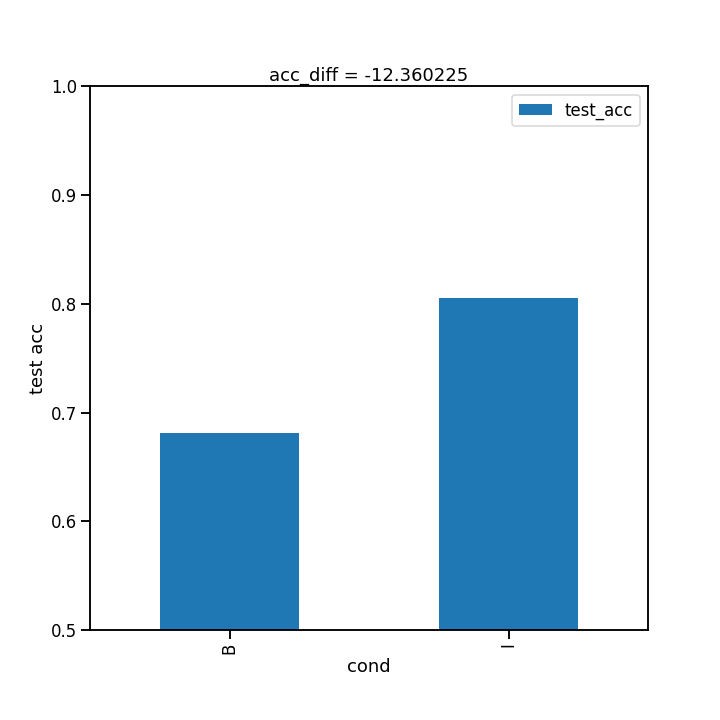 acc_diff = -12.360225
test_acc
1.0
0.9
0.8
0.7
0.6
0.5
test acc
B
I
cond